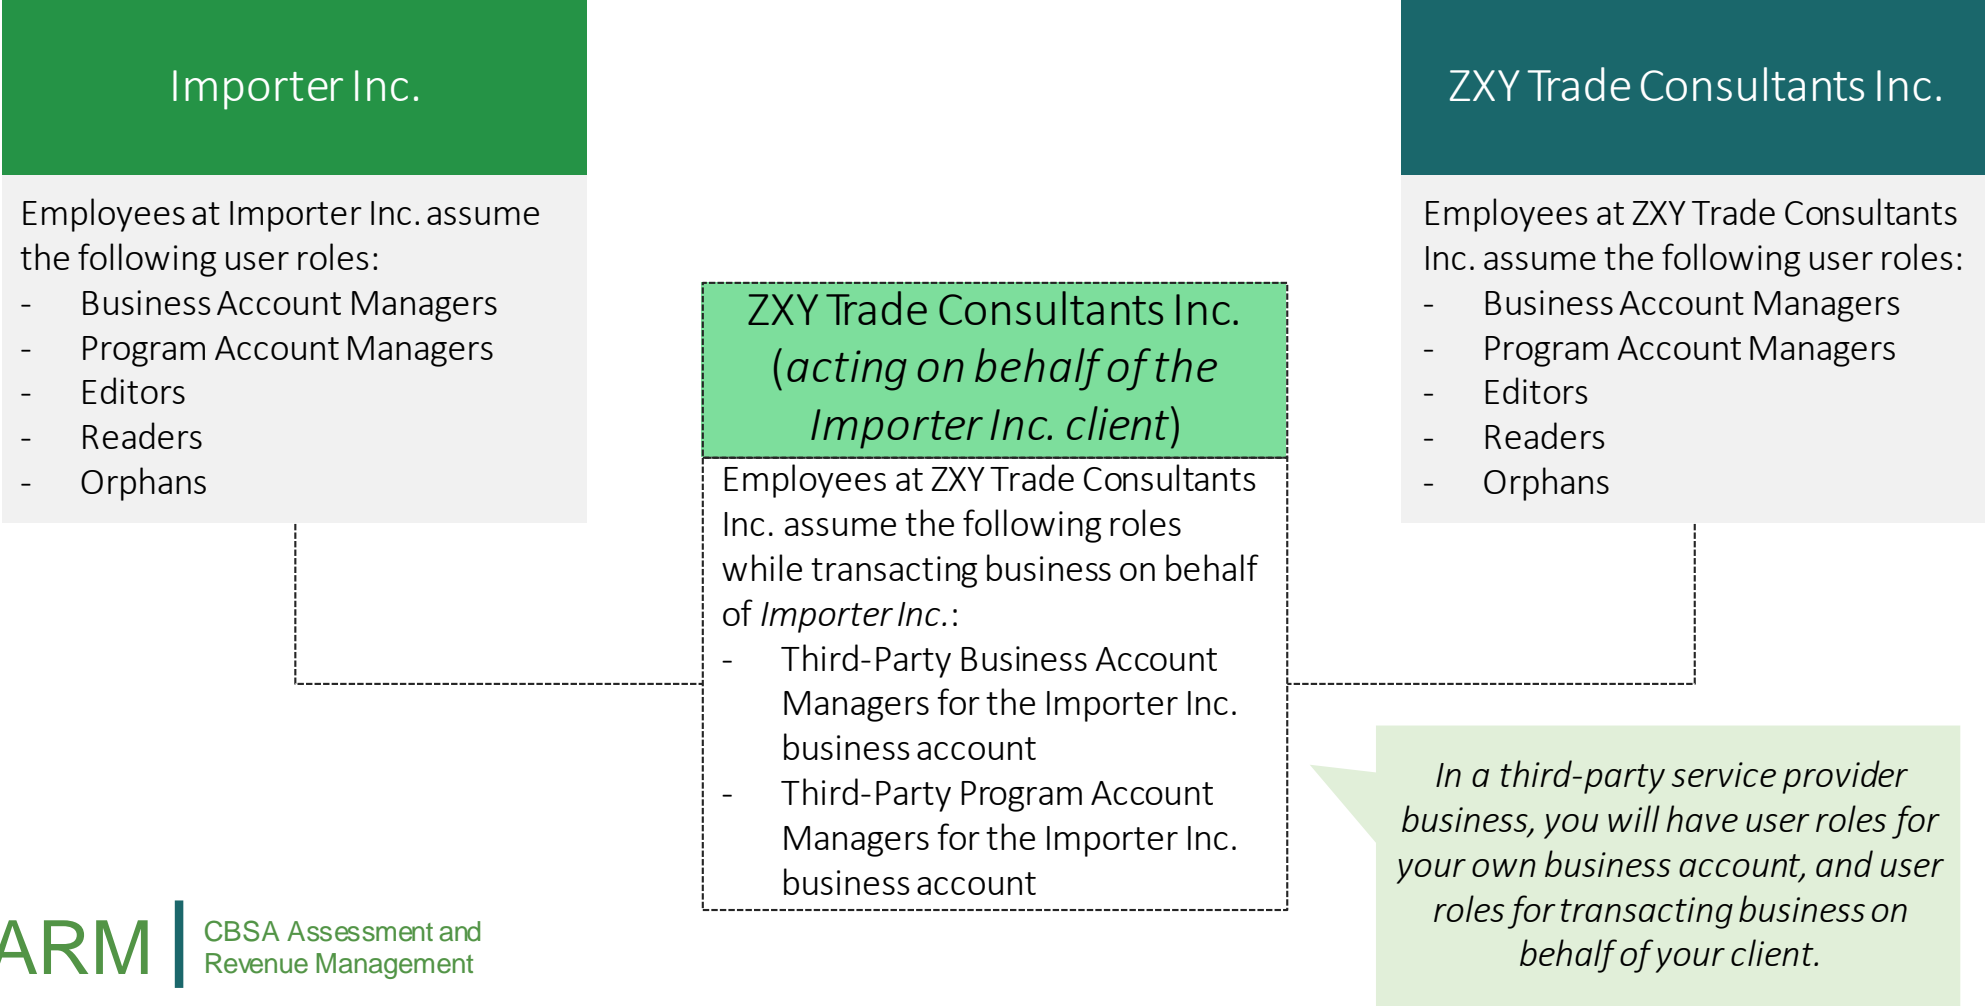 Importer Inc.
Employees at Importer Inc. assume
the following user roles:
- Business Account Managers
- Program Account Managers
- Editors
- Readers
- Orphans
ZXY Trade Consultants Inc.
(acting on behalf of the
Importer Inc. client)
Employees at ZXY Trade Consultants
Inc. assume the following roles
while transacting business on behalf
of Importer Inc.:
- Third-Party Business Account
Managers for the Importer Inc.
business account
- Third-Party Program Account
Managers for the Importer Inc.
business account
ZXY Trade Consultants Inc.
Employees at ZXY Trade Consultants
Inc. assume the following user roles:
- Business Account Managers
- Program Account Managers
- Editors
- Readers
- Orphans
In a third-party service provider
business, you will have user roles for
your own business account, and user
roles for transacting business on
behalf of your client.
ARM
CBSA Assessment and
Revenue Management